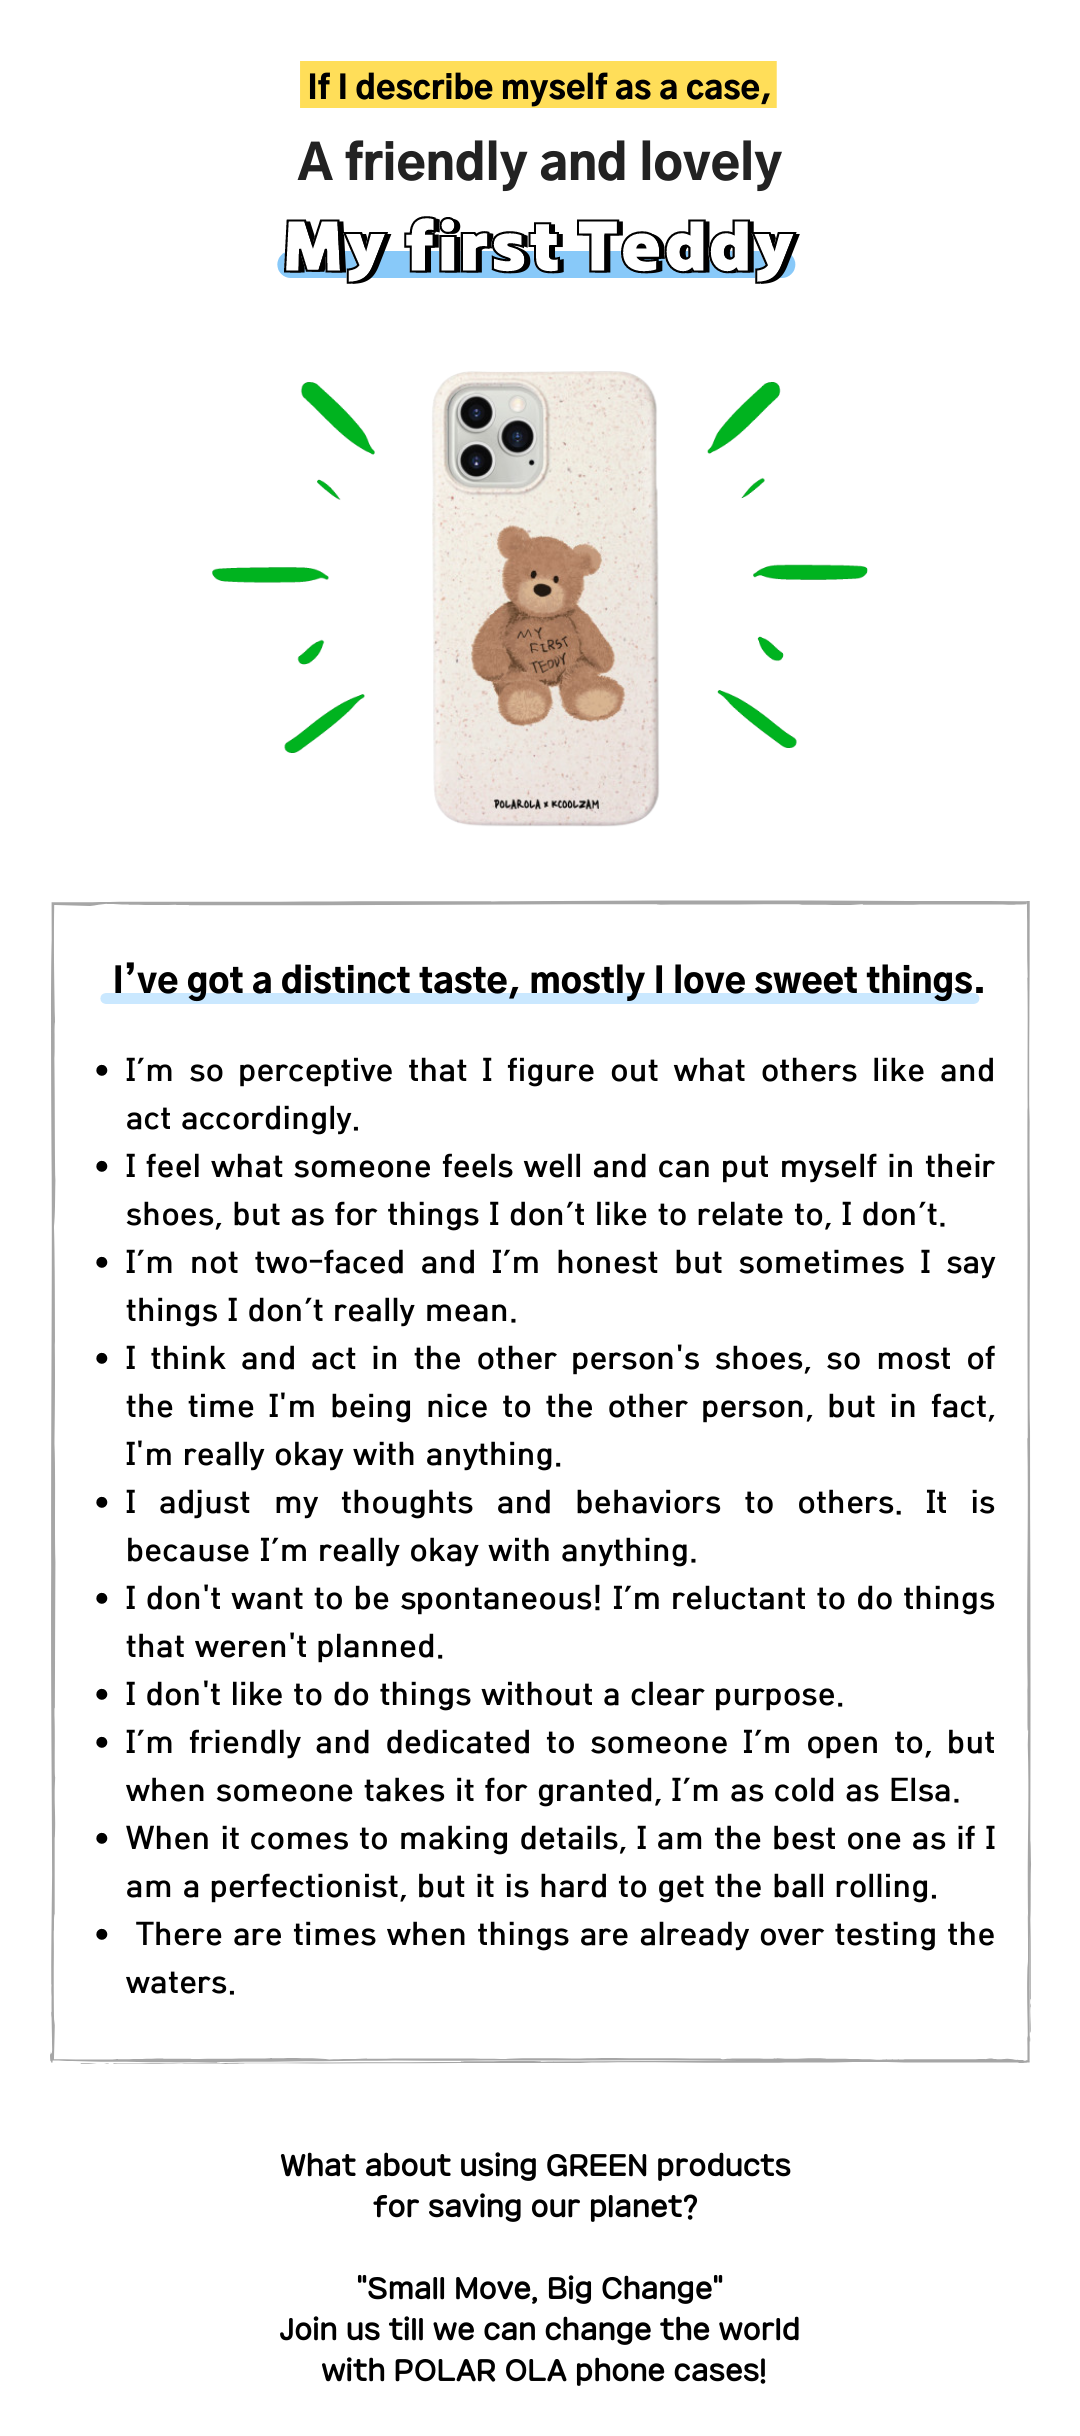 If I describe myself as a case,
A friendly and lovely
My first Teddy
MY
FIRST
TEDDY
POLAROLA x KCOOLZAM
I’ve got a distinct taste, mostly I love sweet things.
• I′m so perceptive that I figure out what others like and
act accordingly.
• I feel what someone feels well and can put myself in their
shoes, but as for things I don′t like to relate to, I don′t.
• I′m not two-faced and I′m honest but sometimes I say
things I don′t really mean.
• I think and act in the other person's shoes, so most of
the time I'm being nice to the other person, but in fact,
I'm really okay with anything.
• I adjust my thoughts and behaviors to others. It is
because I′m really okay with anything.
• I don't want to be spontaneous! I′m reluctant to do things
that weren't planned.
• I don't like to do things without a clear purpose.
• I′m friendly and dedicated to someone I′m open to, but
when someone takes it for granted, I′m as cold as Elsa.
• When it comes to making details, I am the best one as if I
am a perfectionist, but it is hard to get the ball rolling.
• There are times when things are already over testing the
waters.
What about using GREEN products
for saving our planet?
"Small Move, Big Change"
Join us till we can change the world
with POLAR OLA phone cases!